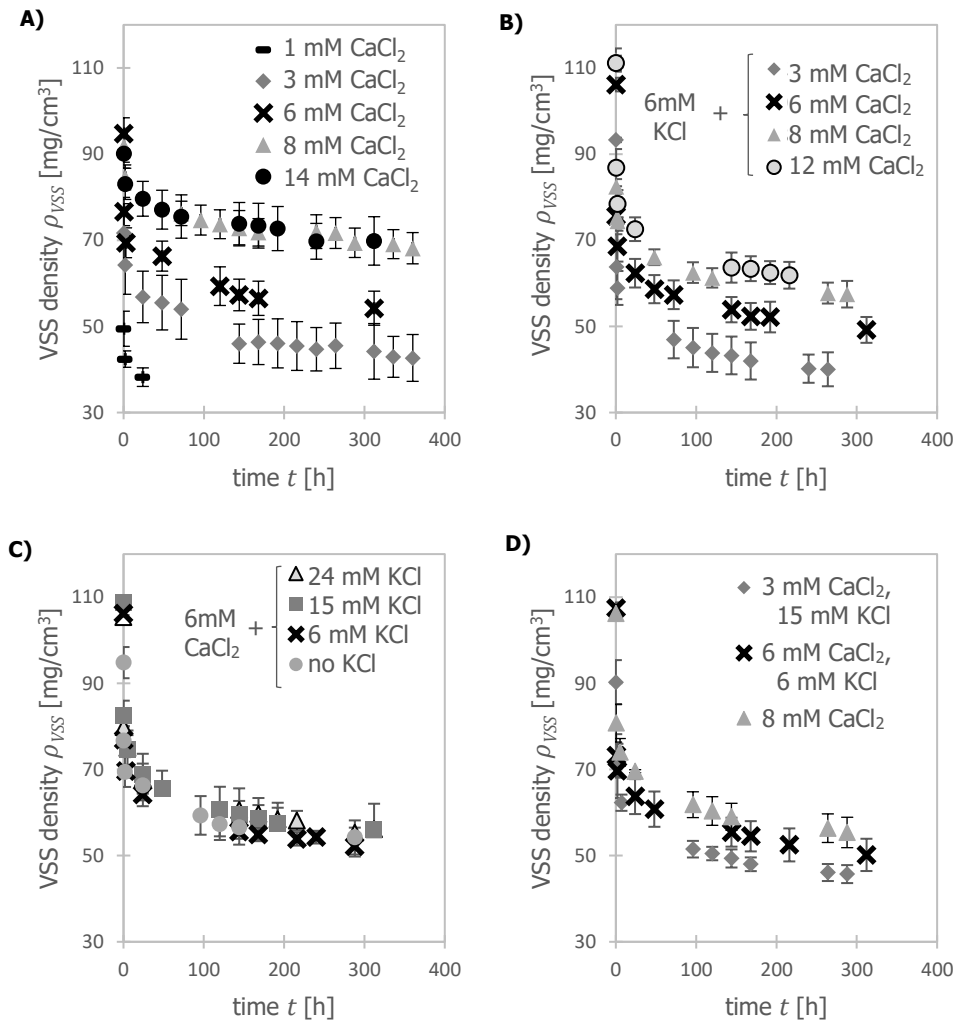 A)
1 mM CaCl₂
3 mM CaCl₂
6 mM CaCl₂
8 mM CaCl₂
14 mM CaCl₂
VSS density ρVSS [mg/cm³]
110
90
70
50
30
0 100 200 300 400
time t [h]
B)
6mM
KCl
+
3 mM CaCl₂
6 mM CaCl₂
8 mM CaCl₂
12 mM CaCl₂
VSS density ρVSS [mg/cm³]
110
90
70
50
30
0 100 200 300 400
time t [h]
C)
6mM
CaCl₂
+
24 mM KCl
15 mM KCl
6 mM KCl
no KCl
VSS density ρVSS [mg/cm³]
110
90
70
50
30
0 100 200 300 400
time t [h]
D)
3 mM CaCl₂,
15 mM KCl
6 mM CaCl₂,
6 mM KCl
8 mM CaCl₂
VSS density ρVSS [mg/cm³]
110
90
70
50
30
0 100 200 300 400
time t [h]